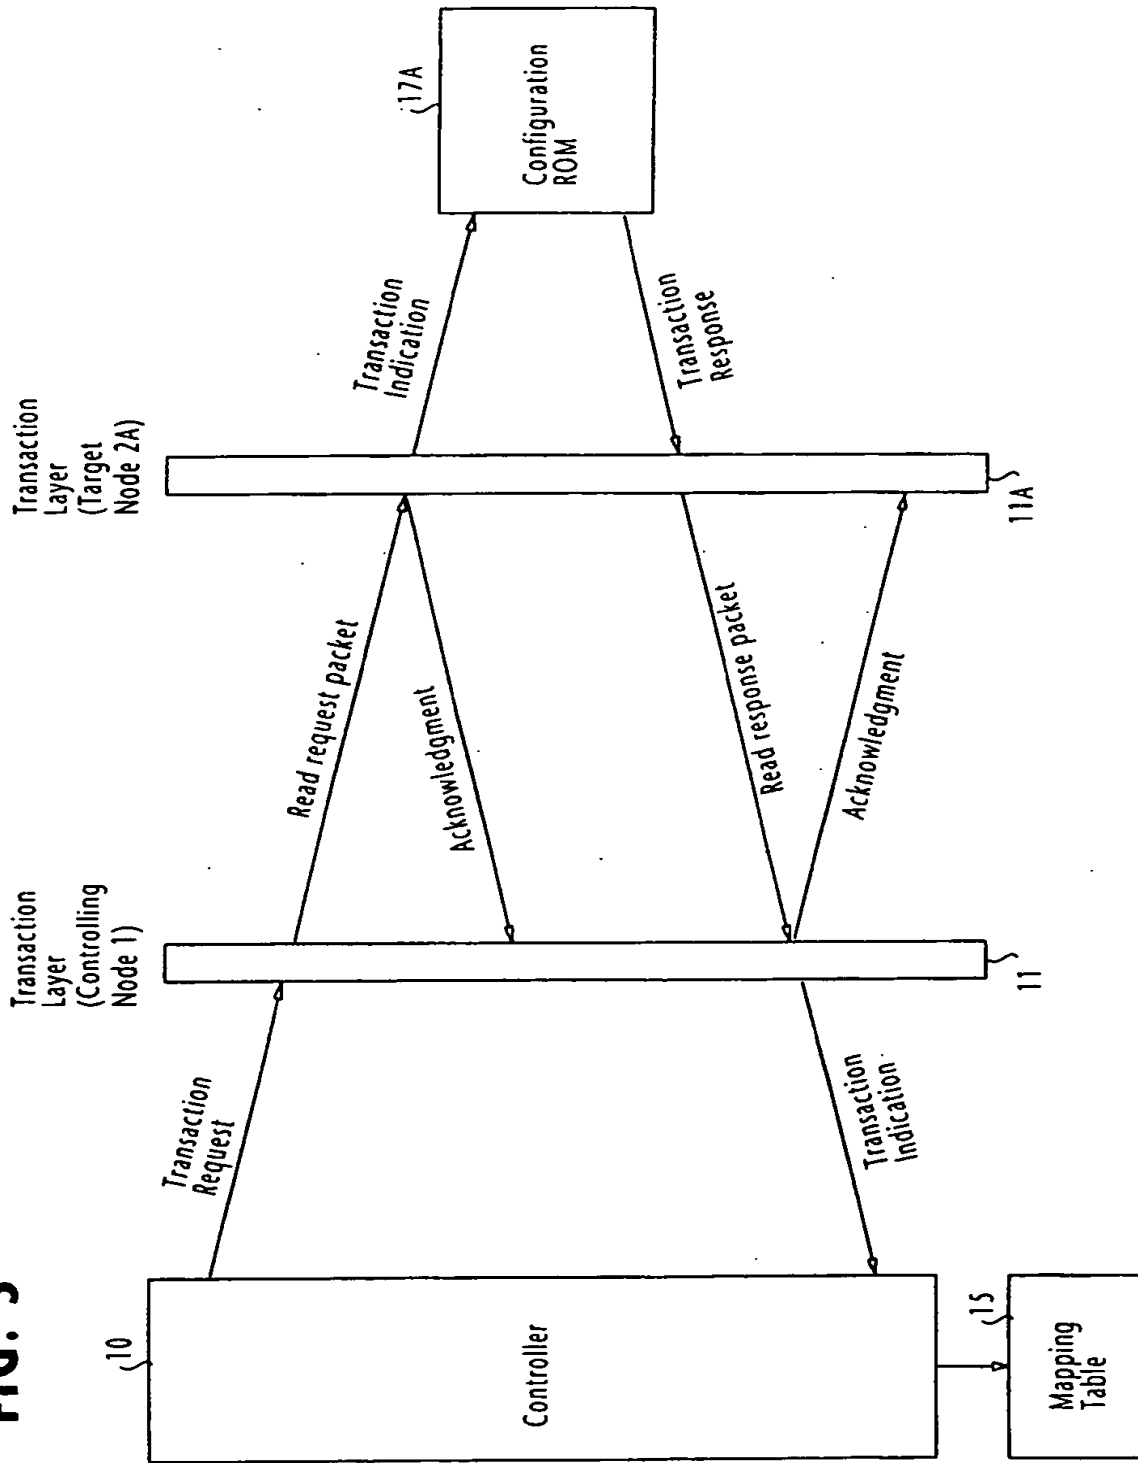 FIG. 3
Transaction
Layer
(Controlling
Node 1)
Transaction
Layer
(Target
Node 2A)
10
Controller
Transaction
Request
Read request packet
Transaction
Indication
17A
Configuration
ROM
Acknowledgment
Transaction
Response
Read response packet
Acknowledgment
Transaction
Indication
11
11A
15
Mapping
Table